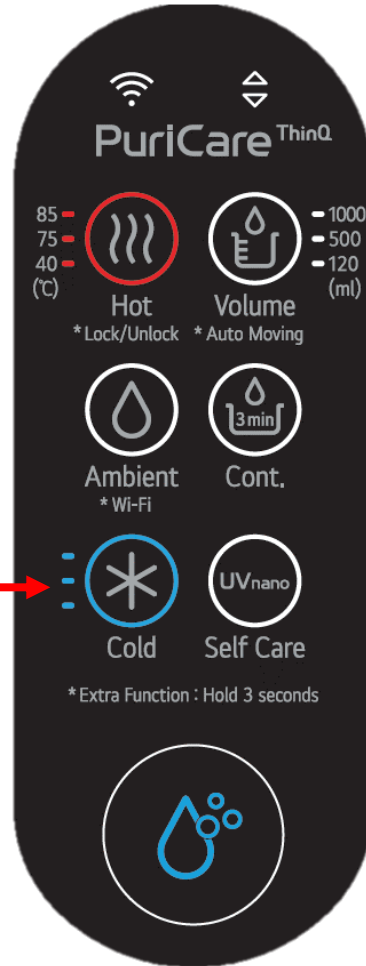 PuriCare ThinQ
85
75
40
(℃)
1000
500
120
(ml)
Hot
* Lock/Unlock
Volume
* Auto Moving
3 min
Ambient
* Wi-Fi
Cont.
UVnano
Cold
Self Care
* Extra Function : Hold 3 seconds